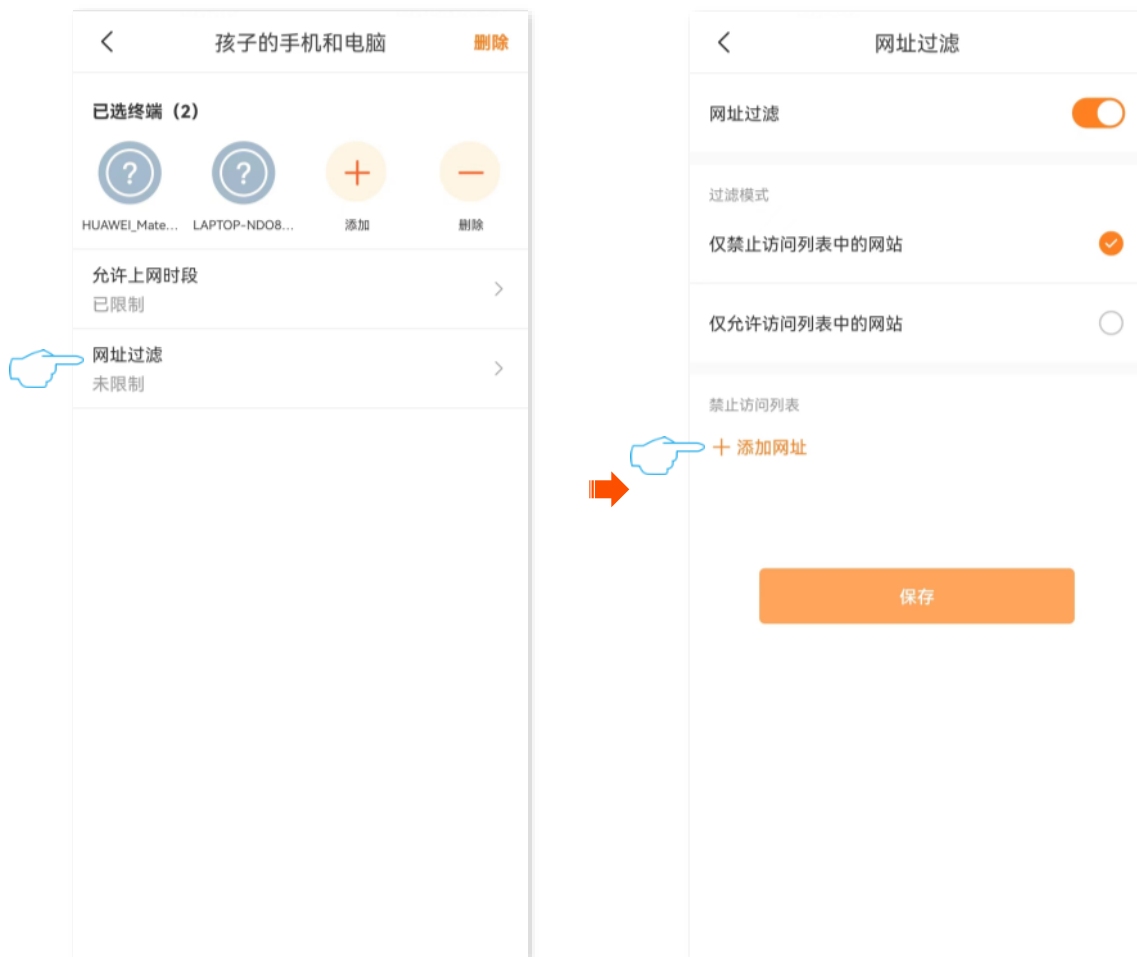 孩子的手机和电脑 删除
已选终端（2）
? ?
HUAWEI_Mate... LAPTOP-NDO8... 添加 删除
允许上网时段
已限制
网址过滤
未限制
网址过滤
网址过滤
过滤模式
仅禁止访问列表中的网站
仅允许访问列表中的网站
禁止访问列表
＋ 添加网址
保存